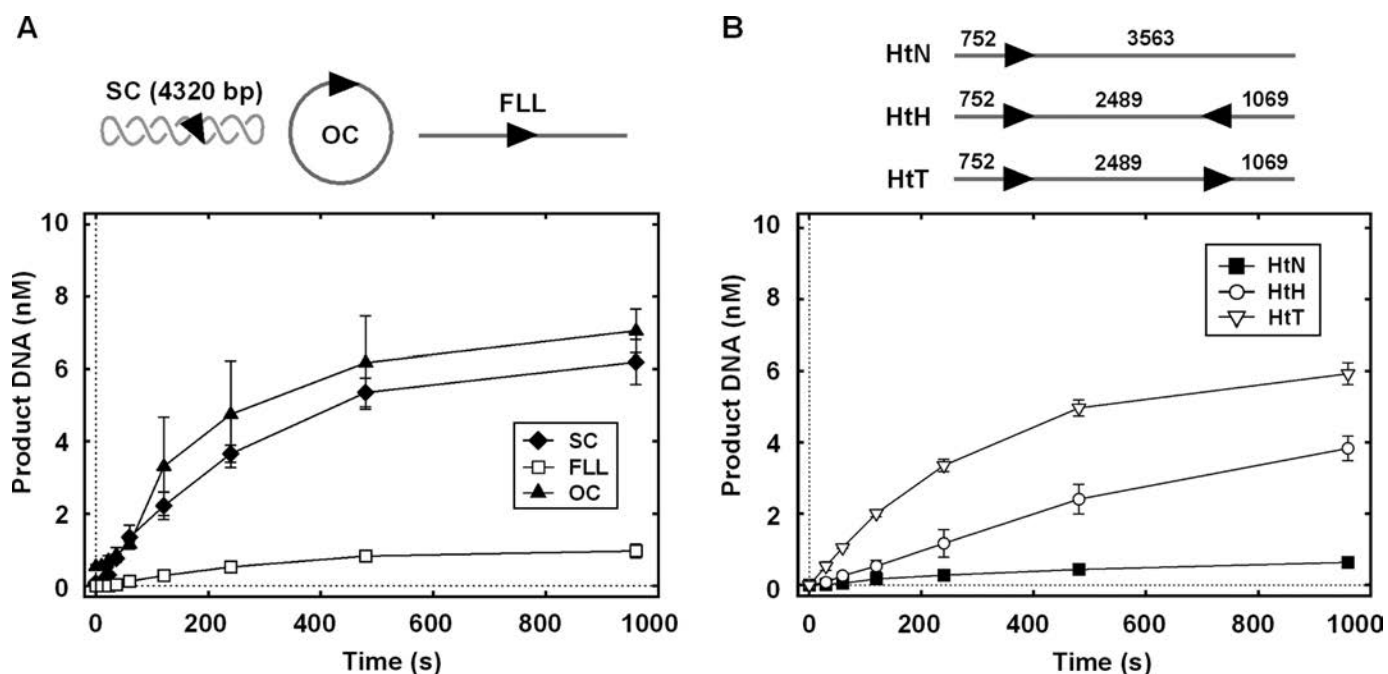 A
SC (4320 bp)
OC
FLL
10
8
6
4
2
0
Product DNA (nM)
SC
FLL
OC
0 200 400 600 800 1000
Time (s)
B
752 3563
HtN
752 2489 1069
HtH
752 2489 1069
HtT
10
8
6
4
2
0
Product DNA (nM)
HtN
HtH
HtT
0 200 400 600 800 1000
Time (s)